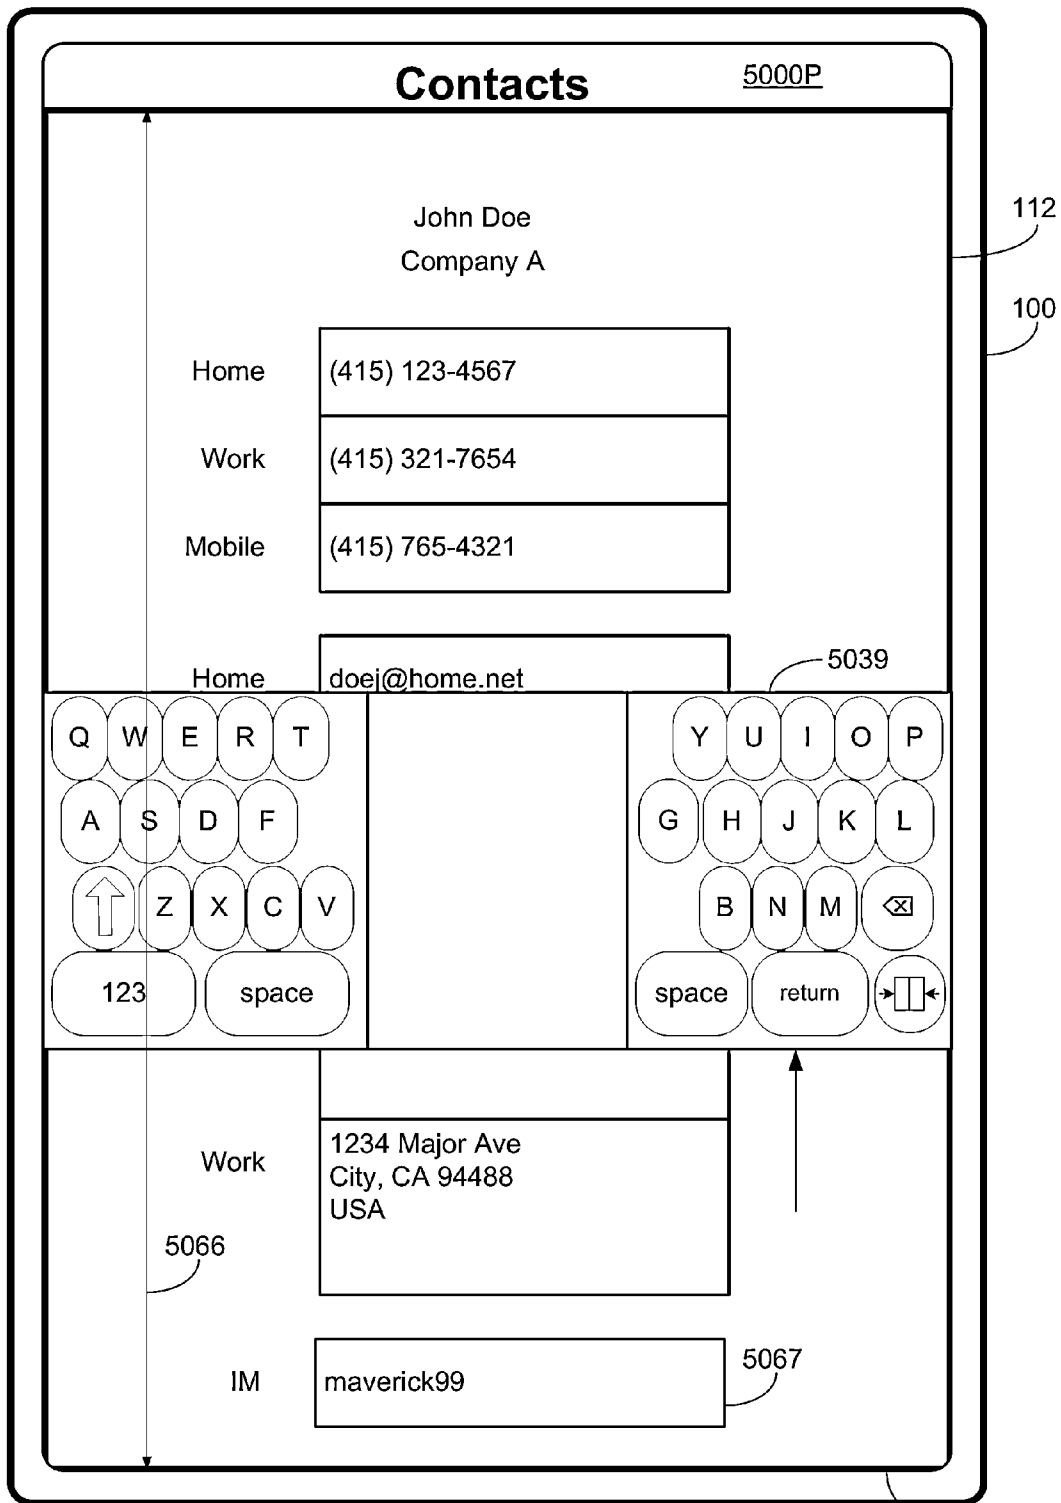 Contacts
5000P
John Doe
Company A
112
100
Home (415) 123-4567
Work (415) 321-7654
Mobile (415) 765-4321
Home doej@home.net
5039
Q W E R T Y U I O P
A S D F G H J K L
Z X C V B N M
123 space space return
Work
1234 Major Ave
City, CA 94488
USA
5066
IM maverick99
5067